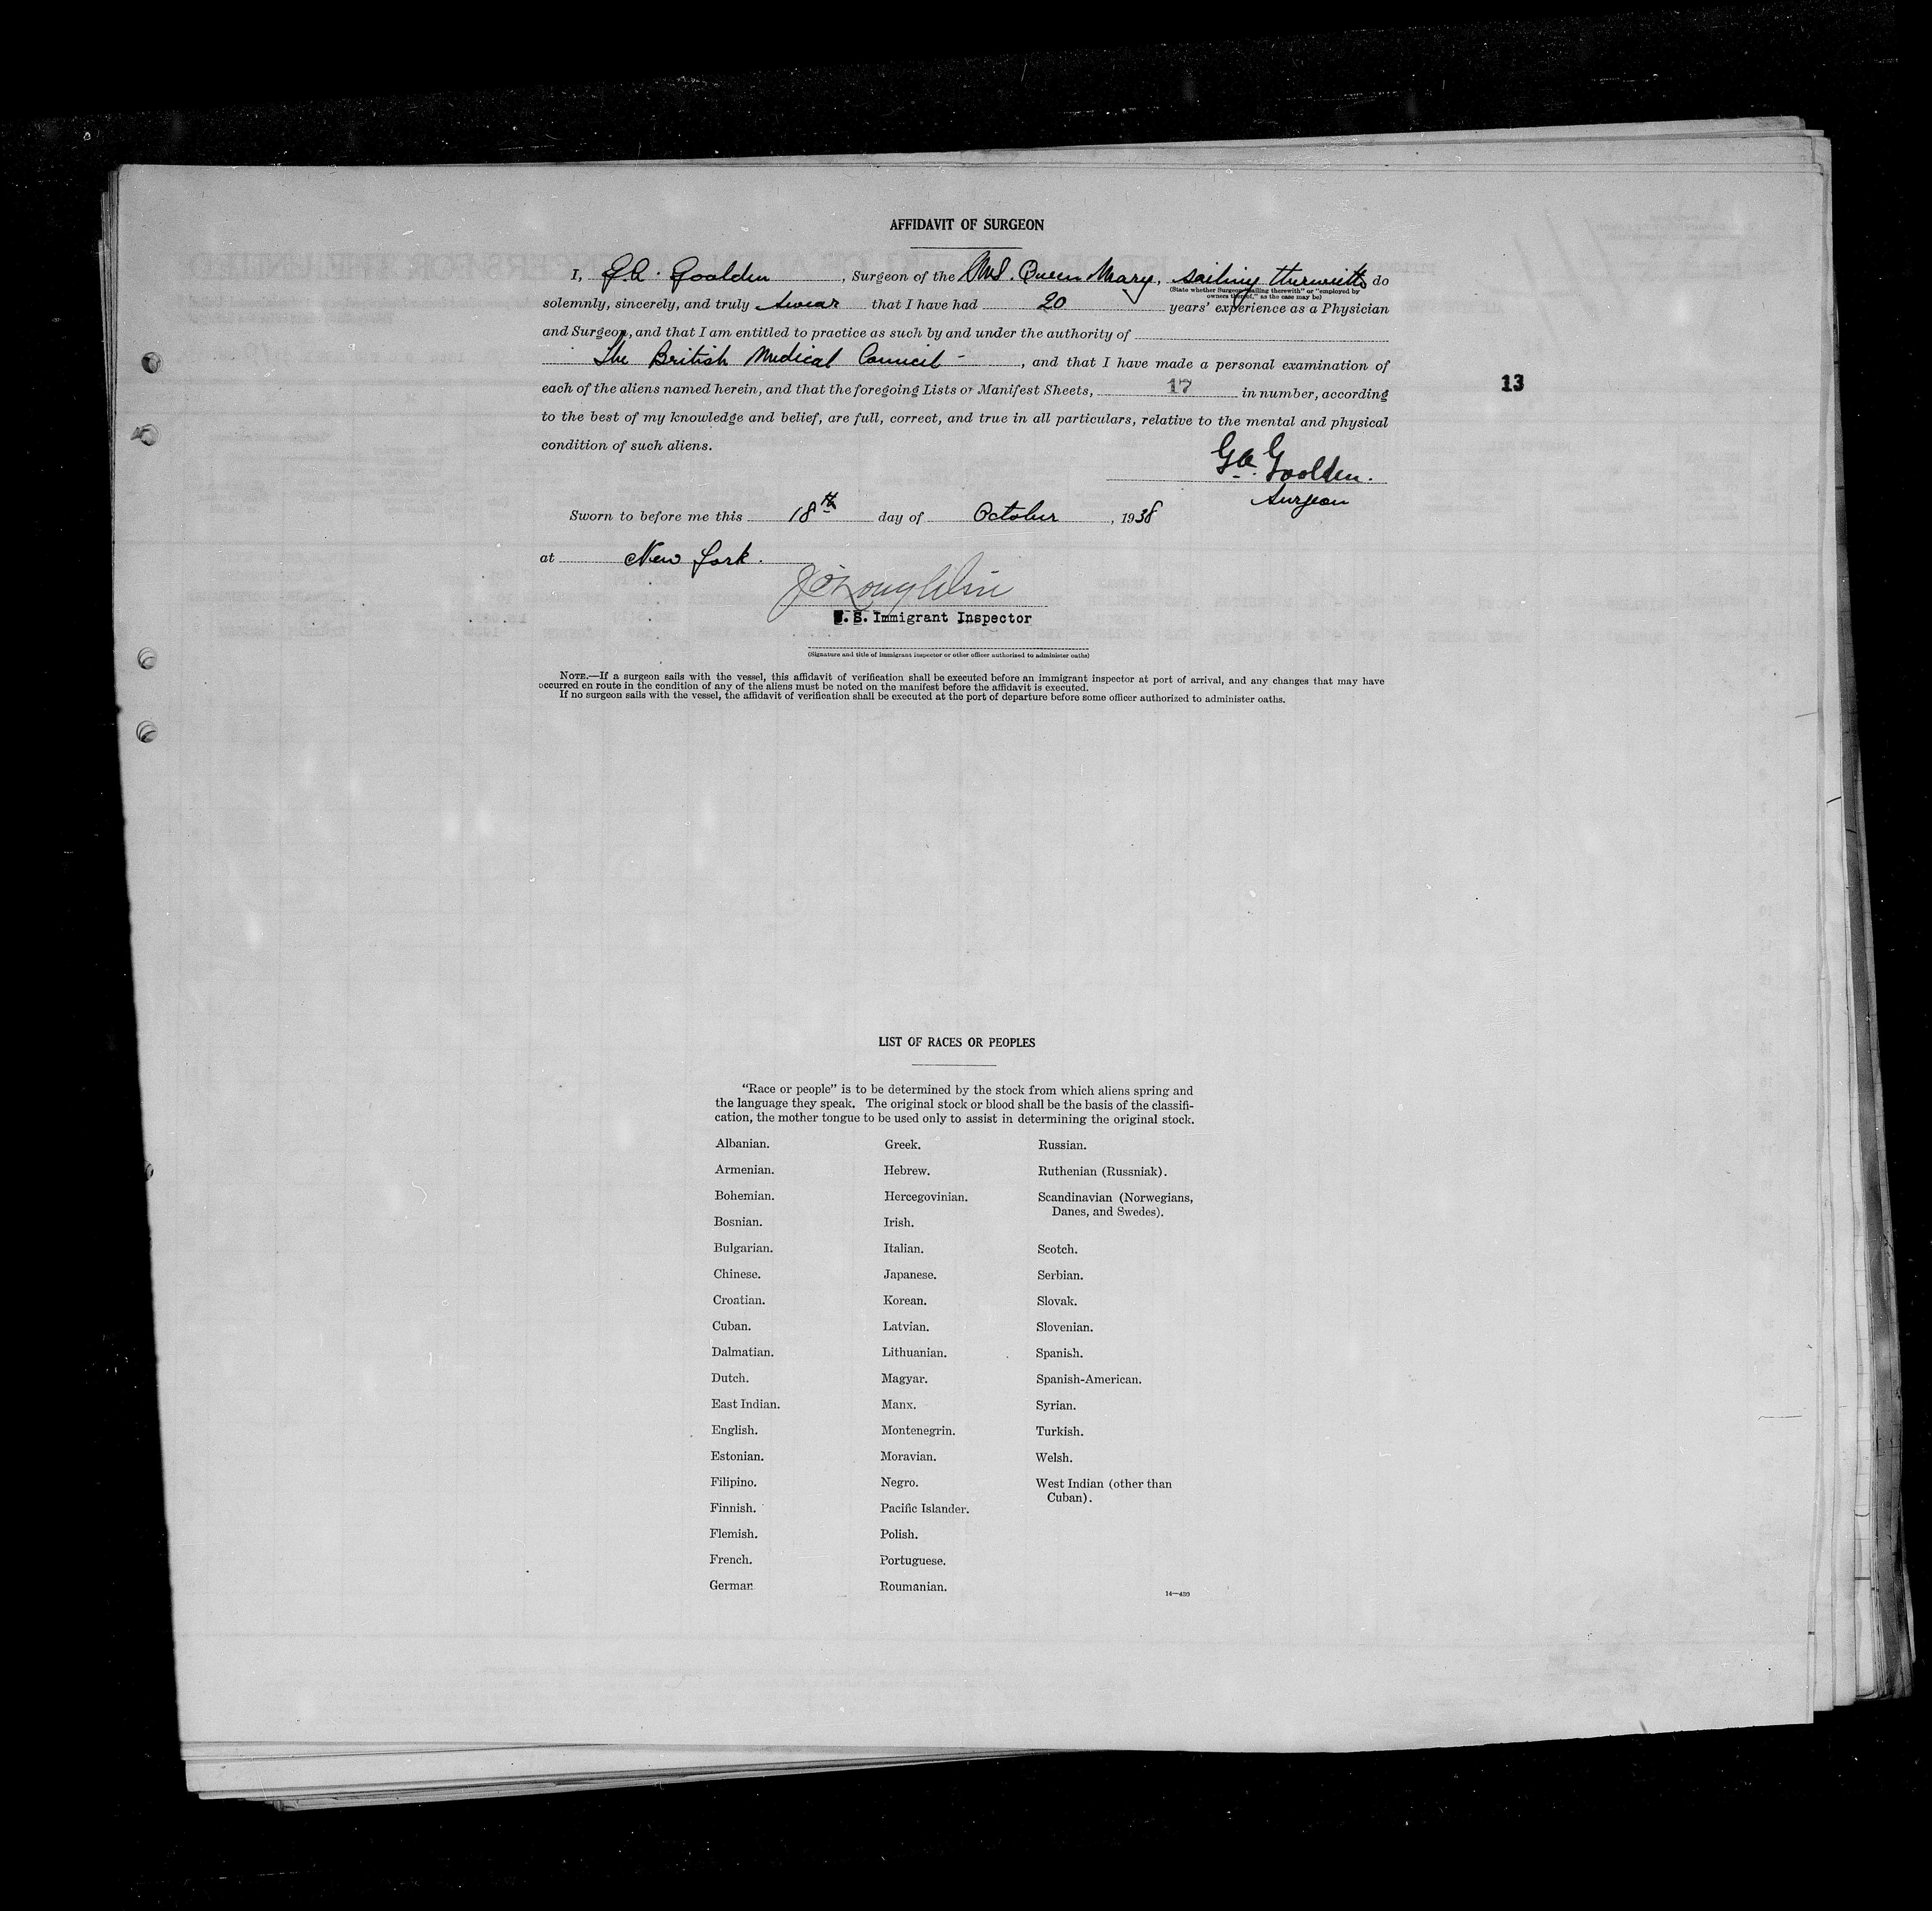 AFFIDAVIT OF SURGEON
I, G.A. Goolden, Surgeon of the RMS. Queen Mary, sailing therewith do
(State whether Surgeon "sailing therewith" or "employed by
owners thereof," as the case may be)
solemnly, sincerely, and truly swear that I have had 20 years' experience as a Physician
and Surgeon, and that I am entitled to practice as such by and under the authority of
The British Medical Council -, and that I have made a personal examination of
each of the aliens named herein, and that the foregoing Lists or Manifest Sheets, 17 in number, according
13
to the best of my knowledge and belief, are full, correct, and true in all particulars, relative to the mental and physical
condition of such aliens.
G.A. Goolden.
Surgeon
Sworn to before me this 18th day of October, 1938
at New York.
J O'Loughlin
U. S. Immigrant Inspector
(Signature and title of immigrant inspector or other officer authorized to administer oaths)
NOTE.—If a surgeon sails with the vessel, this affidavit of verification shall be executed before an immigrant inspector at port of arrival, and any changes that may have
occurred en route in the condition of any of the aliens must be noted on the manifest before the affidavit is executed.
If no surgeon sails with the vessel, the affidavit of verification shall be executed at the port of departure before some officer authorized to administer oaths.
LIST OF RACES OR PEOPLES
"Race or people" is to be determined by the stock from which aliens spring and
the language they speak. The original stock or blood shall be the basis of the classifi-
cation, the mother tongue to be used only to assist in determining the original stock.
Albanian.
Armenian.
Bohemian.
Bosnian.
Bulgarian.
Chinese.
Croatian.
Cuban.
Dalmatian.
Dutch.
East Indian.
English.
Estonian.
Filipino.
Finnish.
Flemish.
French.
German
Greek.
Hebrew.
Hercegovinian.
Irish.
Italian.
Japanese.
Korean.
Latvian.
Lithuanian.
Magyar.
Manx.
Montenegrin.
Moravian.
Negro.
Pacific Islander.
Polish.
Portuguese.
Roumanian.
Russian.
Ruthenian (Russniak).
Scandinavian (Norwegians,
Danes, and Swedes).
Scotch.
Serbian.
Slovak.
Slovenian.
Spanish.
Spanish-American.
Syrian.
Turkish.
Welsh.
West Indian (other than
Cuban).
14—430